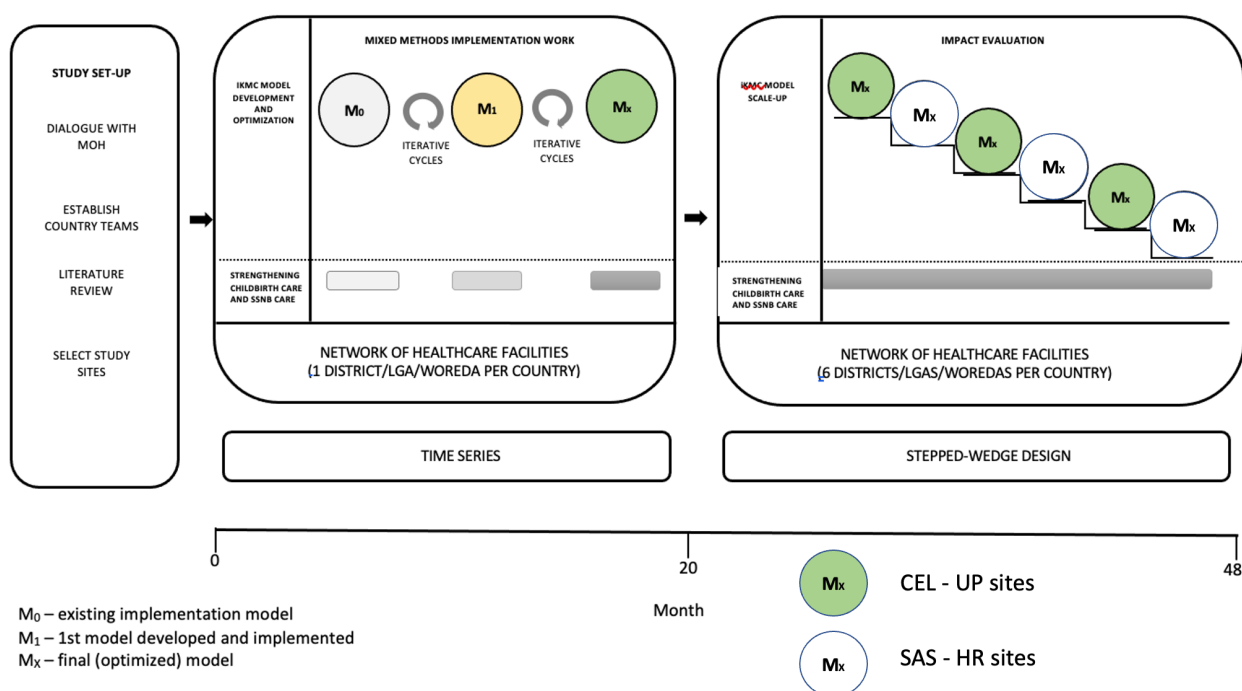 STUDY SET-UP
DIALOGUE WITH
MOH
ESTABLISH
COUNTRY TEAMS
LITERATURE
REVIEW
SELECT STUDY
SITES
MIXED METHODS IMPLEMENTATION WORK
IKMC MODEL
DEVELOPMENT
AND
OPTIMIZATION
M0
M1
Mx
ITERATIVE
CYCLES
ITERATIVE
CYCLES
STRENGTHENING
CHILDBIRTH CARE
AND SSNB CARE
NETWORK OF HEALTHCARE FACILITIES
(1 DISTRICT/LGA/WOREDA PER COUNTRY)
TIME SERIES
IMPACT EVALUATION
iKMC MODEL
SCALE-UP
Mx
Mx
Mx
Mx
Mx
Mx
STRENGTHENING
CHILDBIRTH CARE
AND SSNB CARE
NETWORK OF HEALTHCARE FACILITIES
(6 DISTRICTS/LGAS/WOREDAS PER COUNTRY)
STEPPED-WEDGE DESIGN
0
20
48
Month
M0 – existing implementation model
M1 – 1st model developed and implemented
Mx – final (optimized) model
Mx CEL - UP sites
Mx SAS - HR sites